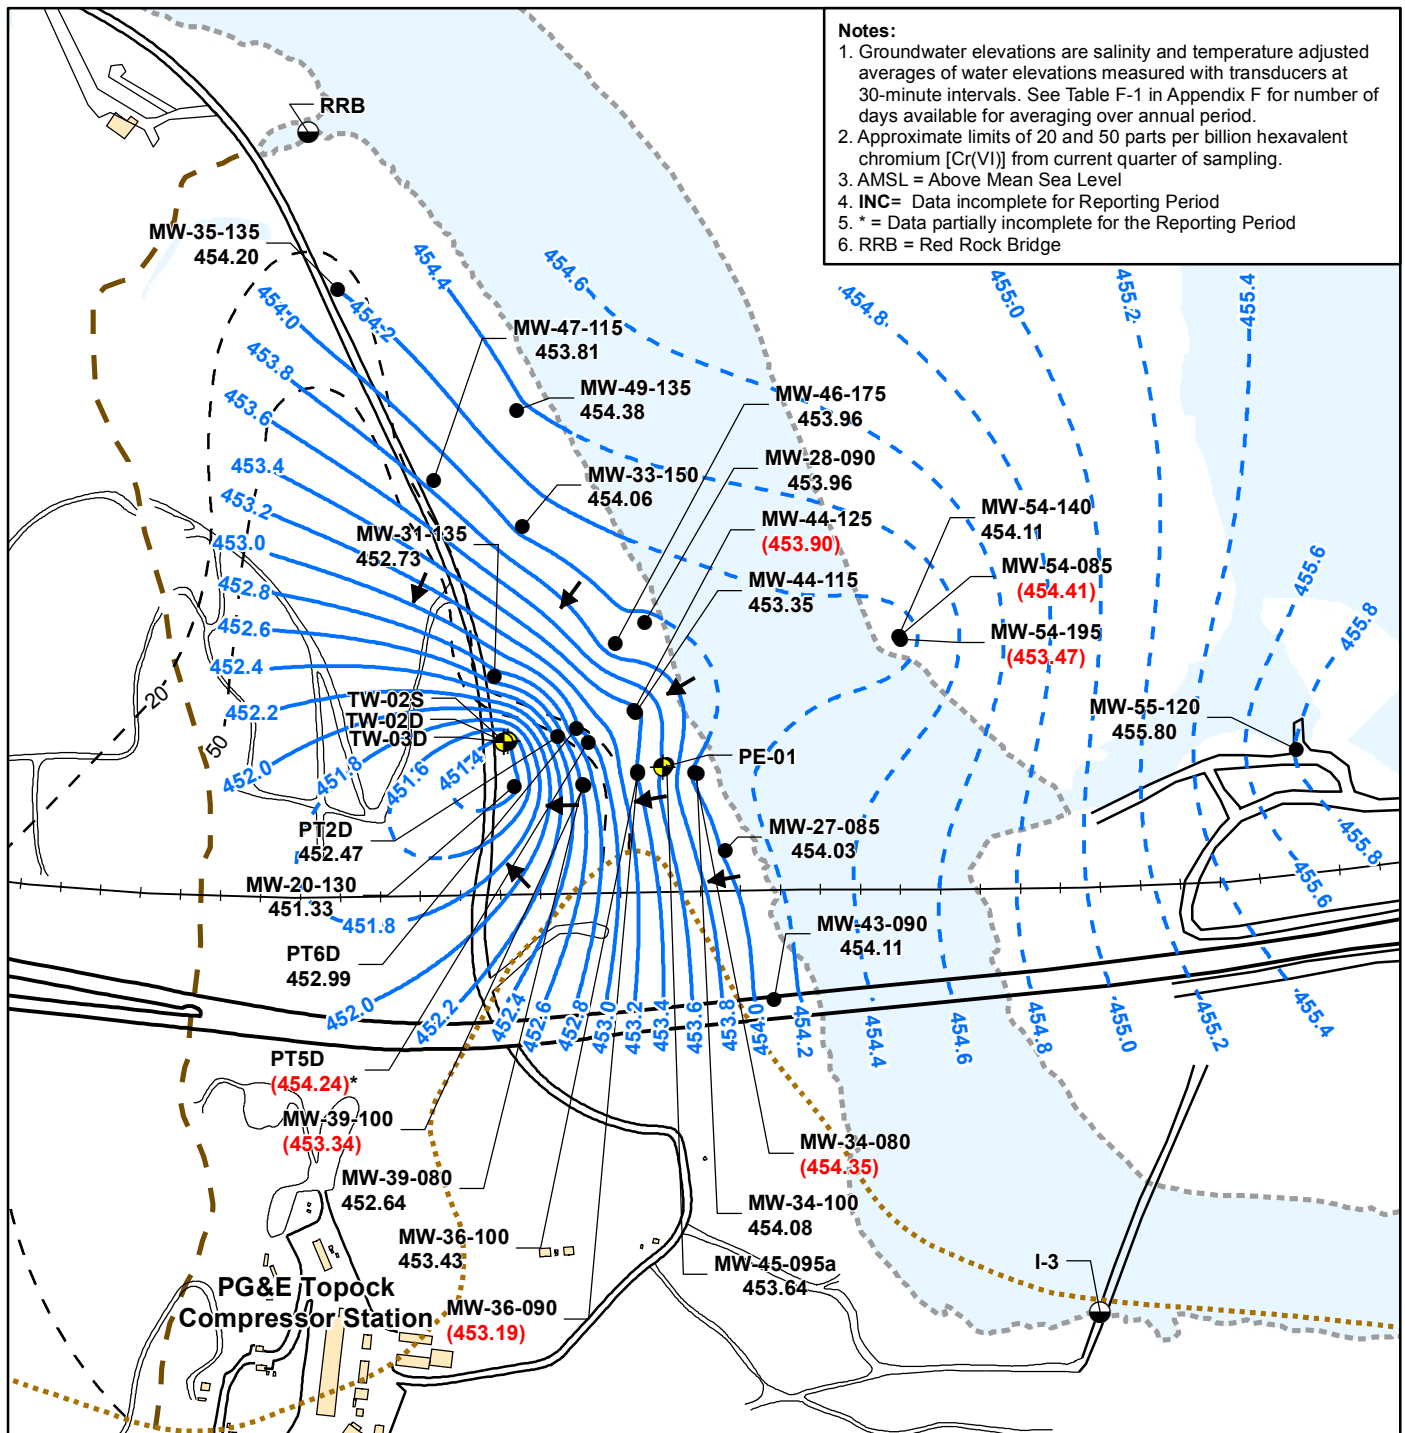 Notes:
1. Groundwater elevations are salinity and temperature adjusted
averages of water elevations measured with transducers at
30-minute intervals. See Table F-1 in Appendix F for number of
days available for averaging over annual period.
2. Approximate limits of 20 and 50 parts per billion hexavalent
chromium [Cr(VI)] from current quarter of sampling.
3. AMSL = Above Mean Sea Level
4. INC= Data incomplete for Reporting Period
5. * = Data partially incomplete for the Reporting Period
6. RRB = Red Rock Bridge
RRB
MW-35-135
454.20
454.4
454.6
454.8
455.0
455.2
455.4
454.0
454.2
453.8
453.6
453.4
453.2
453.0
452.8
452.6
452.4
452.2
452.0
451.8
451.6
451.4
MW-47-115
453.81
MW-49-135
454.38
MW-46-175
453.96
MW-28-090
453.96
MW-33-150
454.06
MW-44-125
(453.90)
MW-44-115
453.35
MW-31-135
452.73
MW-54-140
454.11
MW-54-085
(454.41)
MW-54-195
(453.47)
455.6
455.8
MW-55-120
455.80
TW-02S
TW-02D
TW-03D
20
50
PE-01
PT2D
452.47
MW-27-085
454.03
MW-20-130
451.33
455.8
455.6
451.8
MW-43-090
454.11
PT6D
452.99
452.0
452.2
452.4
452.6
452.8
453.0
453.2
453.4
453.6
453.8
454.0
454.2
454.4
454.6
454.8
455.0
455.2
455.4
PT5D
(454.24)*
MW-39-100
(453.34)
MW-34-080
(454.35)
MW-39-080
452.64
MW-34-100
454.08
MW-36-100
453.43
MW-45-095a
453.64
I-3
PG&E Topock
Compressor Station
MW-36-090
(453.19)